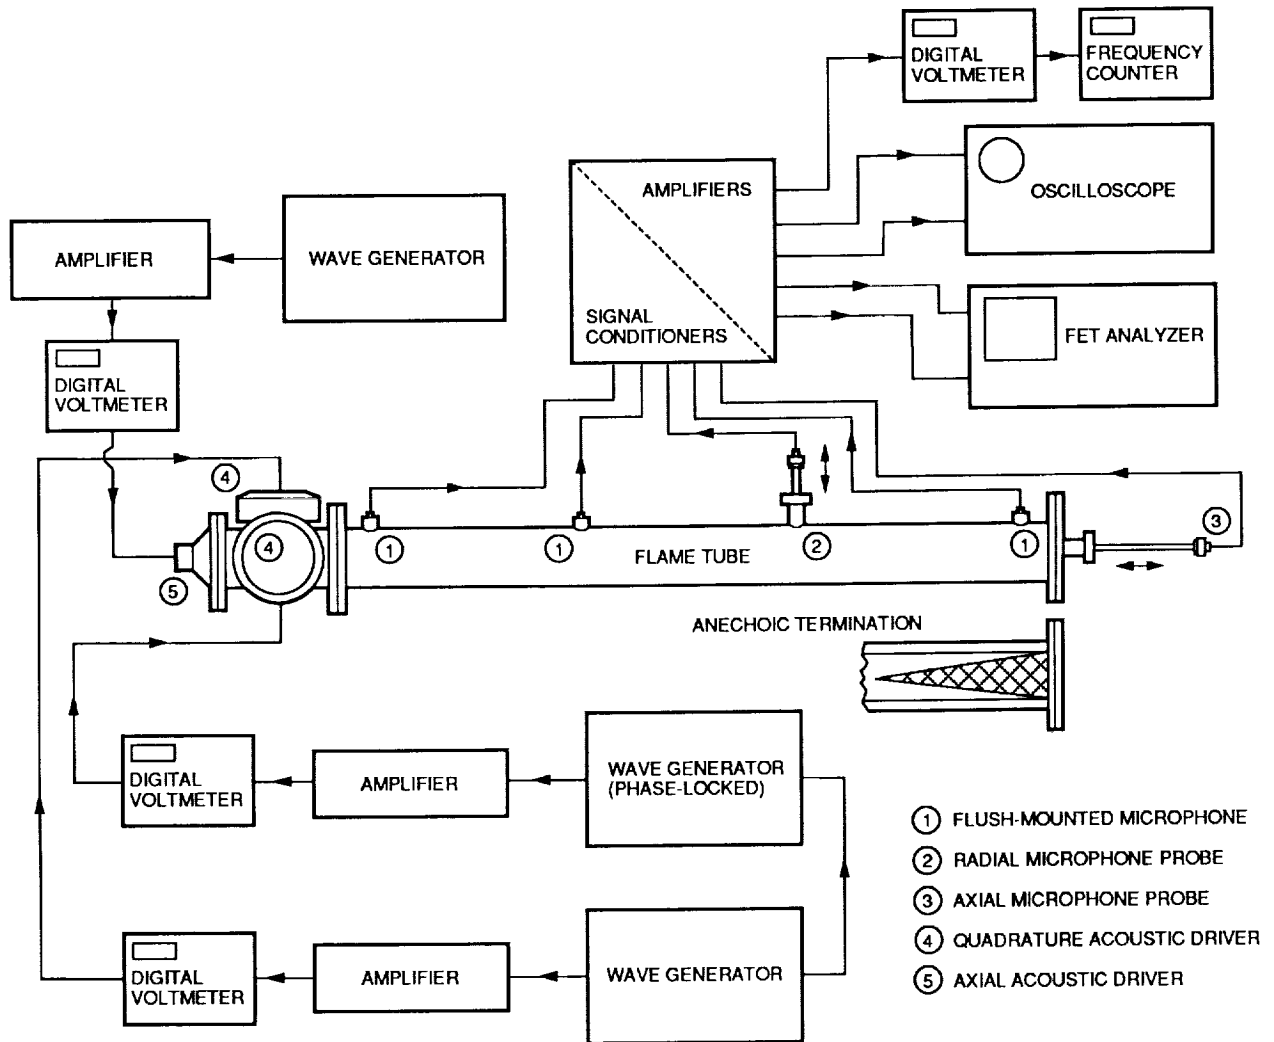 DIGITAL
VOLTMETER
FREQUENCY
COUNTER
AMPLIFIERS
OSCILLOSCOPE
AMPLIFIER
WAVE GENERATOR
SIGNAL
CONDITIONERS
FET ANALYZER
DIGITAL
VOLTMETER
4
4
1
1
2
1
3
5
FLAME TUBE
ANECHOIC TERMINATION
DIGITAL
VOLTMETER
AMPLIFIER
WAVE GENERATOR
(PHASE-LOCKED)
DIGITAL
VOLTMETER
AMPLIFIER
WAVE GENERATOR
1 FLUSH-MOUNTED MICROPHONE
2 RADIAL MICROPHONE PROBE
3 AXIAL MICROPHONE PROBE
4 QUADRATURE ACOUSTIC DRIVER
5 AXIAL ACOUSTIC DRIVER